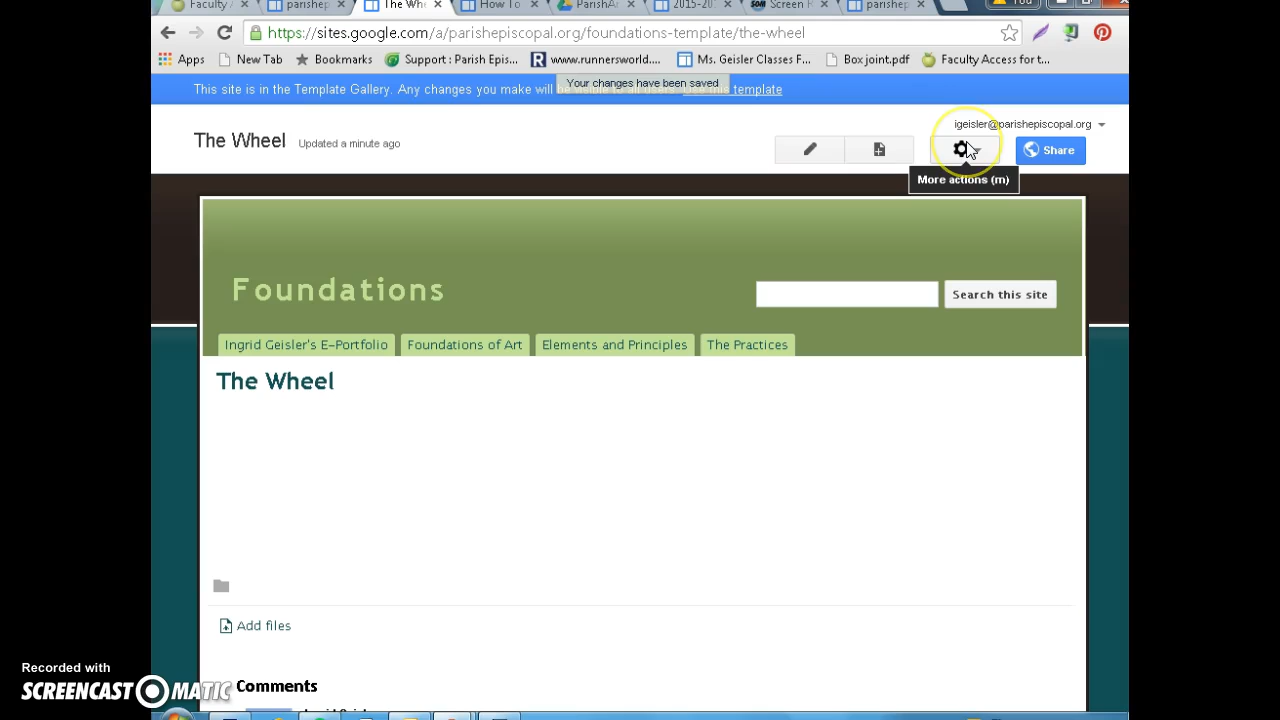 Faculty
parishep
The Whe
How To
ParishAr
2015-20
Screen R
parishep
You
https://sites.google.com/a/parishepiscopal.org/foundations-template/the-wheel
Apps New Tab Bookmarks Support : Parish Epis... www.runnersworld.... Ms. Geisler Classes F... Box joint.pdf Faculty Access for t...
Your changes have been saved
This site is in the Template Gallery. Any changes you make will be template
igeisler@parishepiscopal.org
The Wheel Updated a minute ago
Share
More actions (m)
Foundations
Search this site
Ingrid Geisler's E-Portfolio Foundations of Art Elements and Principles The Practices
The Wheel
Add files
Comments
Recorded with
SCREENCAST-O-MATIC